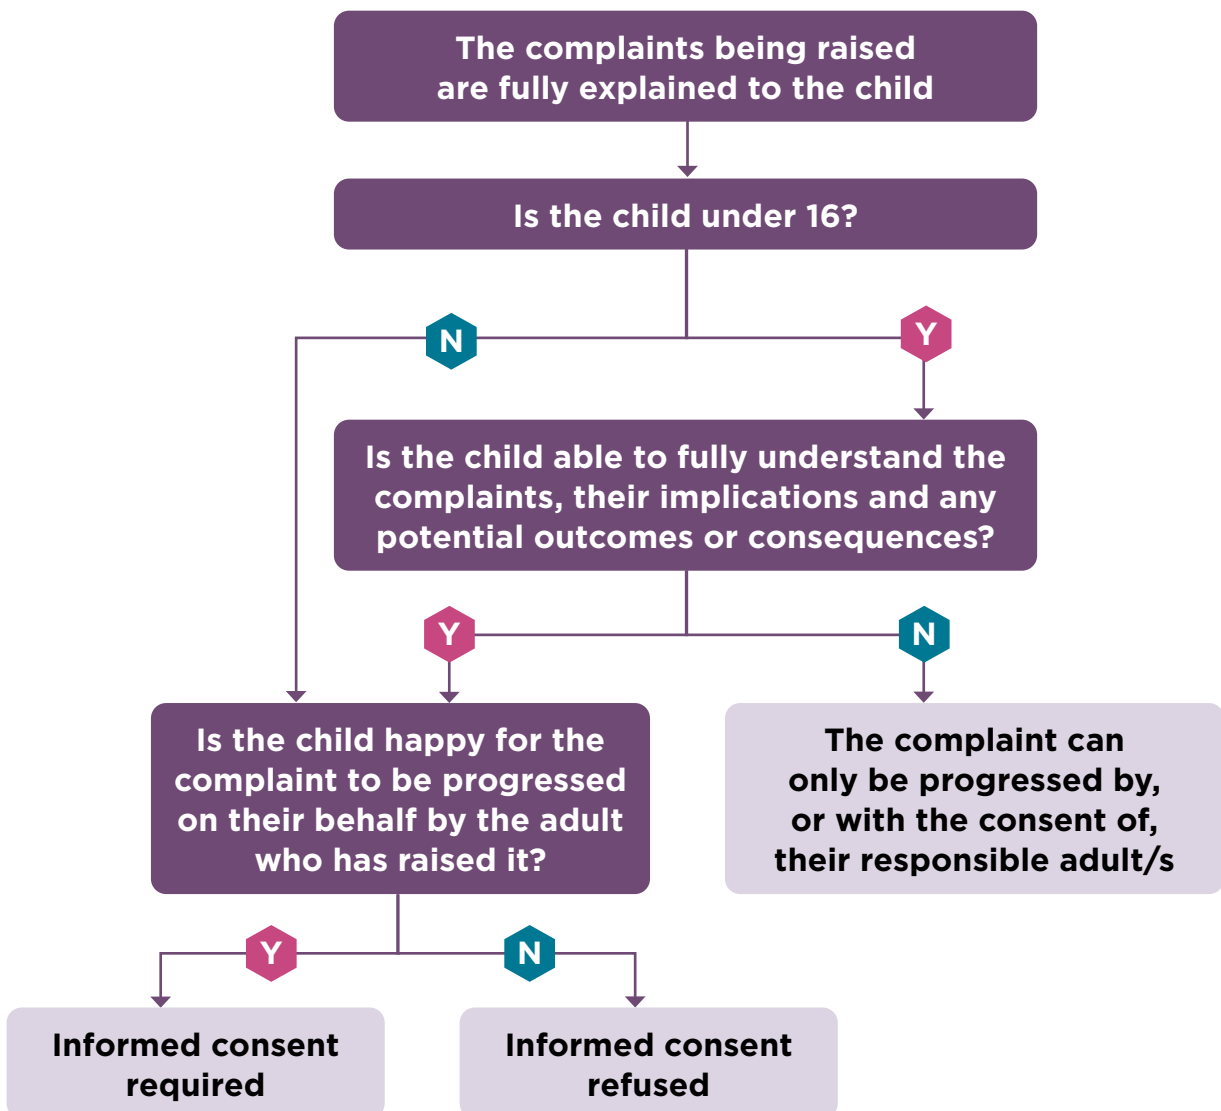 The complaints being raised
are fully explained to the child
Is the child under 16?
N
Y
Is the child able to fully understand the
complaints, their implications and any
potential outcomes or consequences?
Y
N
Is the child happy for the
complaint to be progressed
on their behalf by the adult
who has raised it?
The complaint can
only be progressed by,
or with the consent of,
their responsible adult/s
Y
N
Informed consent
required
Informed consent
refused